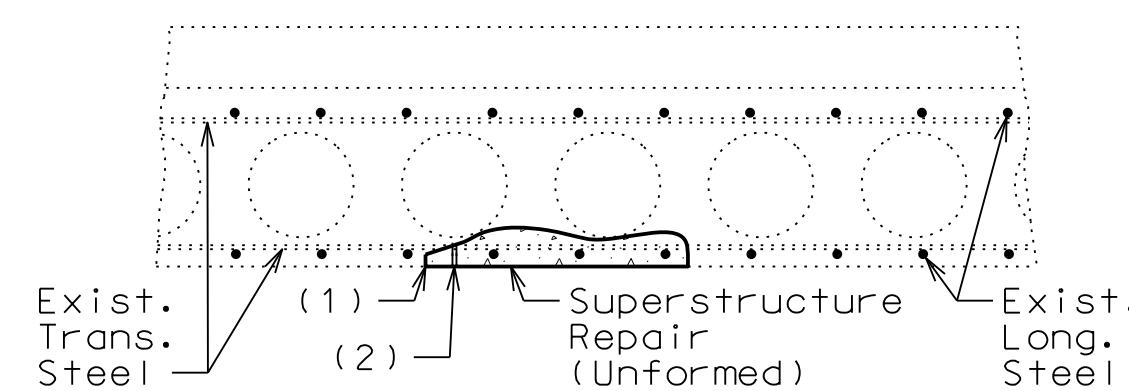 Exist.
Trans.
Steel
(1)
(2)
Superstructure
Repair
(Unformed)
Exist.
Long.
Steel